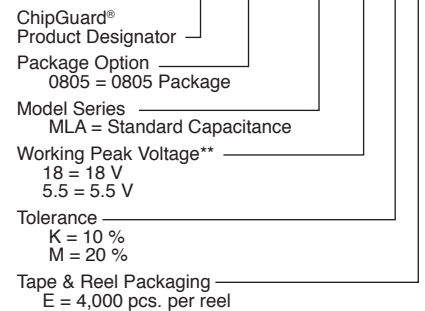 ChipGuard®
Product Designator
Package Option
0805 = 0805 Package
Model Series
MLA = Standard Capacitance
Working Peak Voltage**
18 = 18 V
5.5 = 5.5 V
Tolerance
K = 10 %
M = 20 %
Tape & Reel Packaging
E = 4,000 pcs. per reel